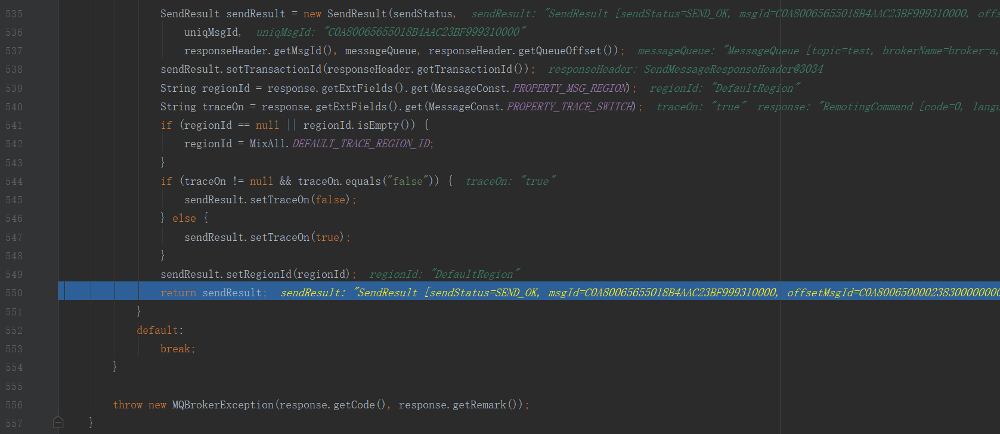 535 SendResult sendResult = new SendResult(sendStatus, sendResult: "SendResult [sendStatus=SEND_OK, msgId=C0A80065655018B4AAC23BF999310000, offs
536 uniqMsgId, uniqMsgId: "C0A80065655018B4AAC23BF999310000"
537 responseHeader.getMsgId(), messageQueue, responseHeader.getQueueOffset()); messageQueue: "MessageQueue [topic=test, brokerName=broker-a,
538 sendResult.setTransactionId(responseHeader.getTransactionId()); responseHeader: SendMessageResponseHeader@3034
539 String regionId = response.getExtFields().get(MessageConst.PROPERTY_MSG_REGION); regionId: "DefaultRegion"
540 String traceOn = response.getExtFields().get(MessageConst.PROPERTY_TRACE_SWITCH); traceOn: "true" response: "RemotingCommand [code=0, langu
541 if (regionId == null || regionId.isEmpty()) {
542 regionId = MixAll.DEFAULT_TRACE_REGION_ID;
543 }
544 if (traceOn != null && traceOn.equals("false")) { traceOn: "true"
545 sendResult.setTraceOn(false);
546 } else {
547 sendResult.setTraceOn(true);
548 }
549 sendResult.setRegionId(regionId); regionId: "DefaultRegion"
550 return sendResult; sendResult: "SendResult [sendStatus=SEND_OK, msgId=C0A80065655018B4AAC23BF999310000, offsetMsgId=C0A8006500002383000000000
551 }
552 default:
553 break;
554 }
555
556 throw new MQBrokerException(response.getCode(), response.getRemark());
557 }